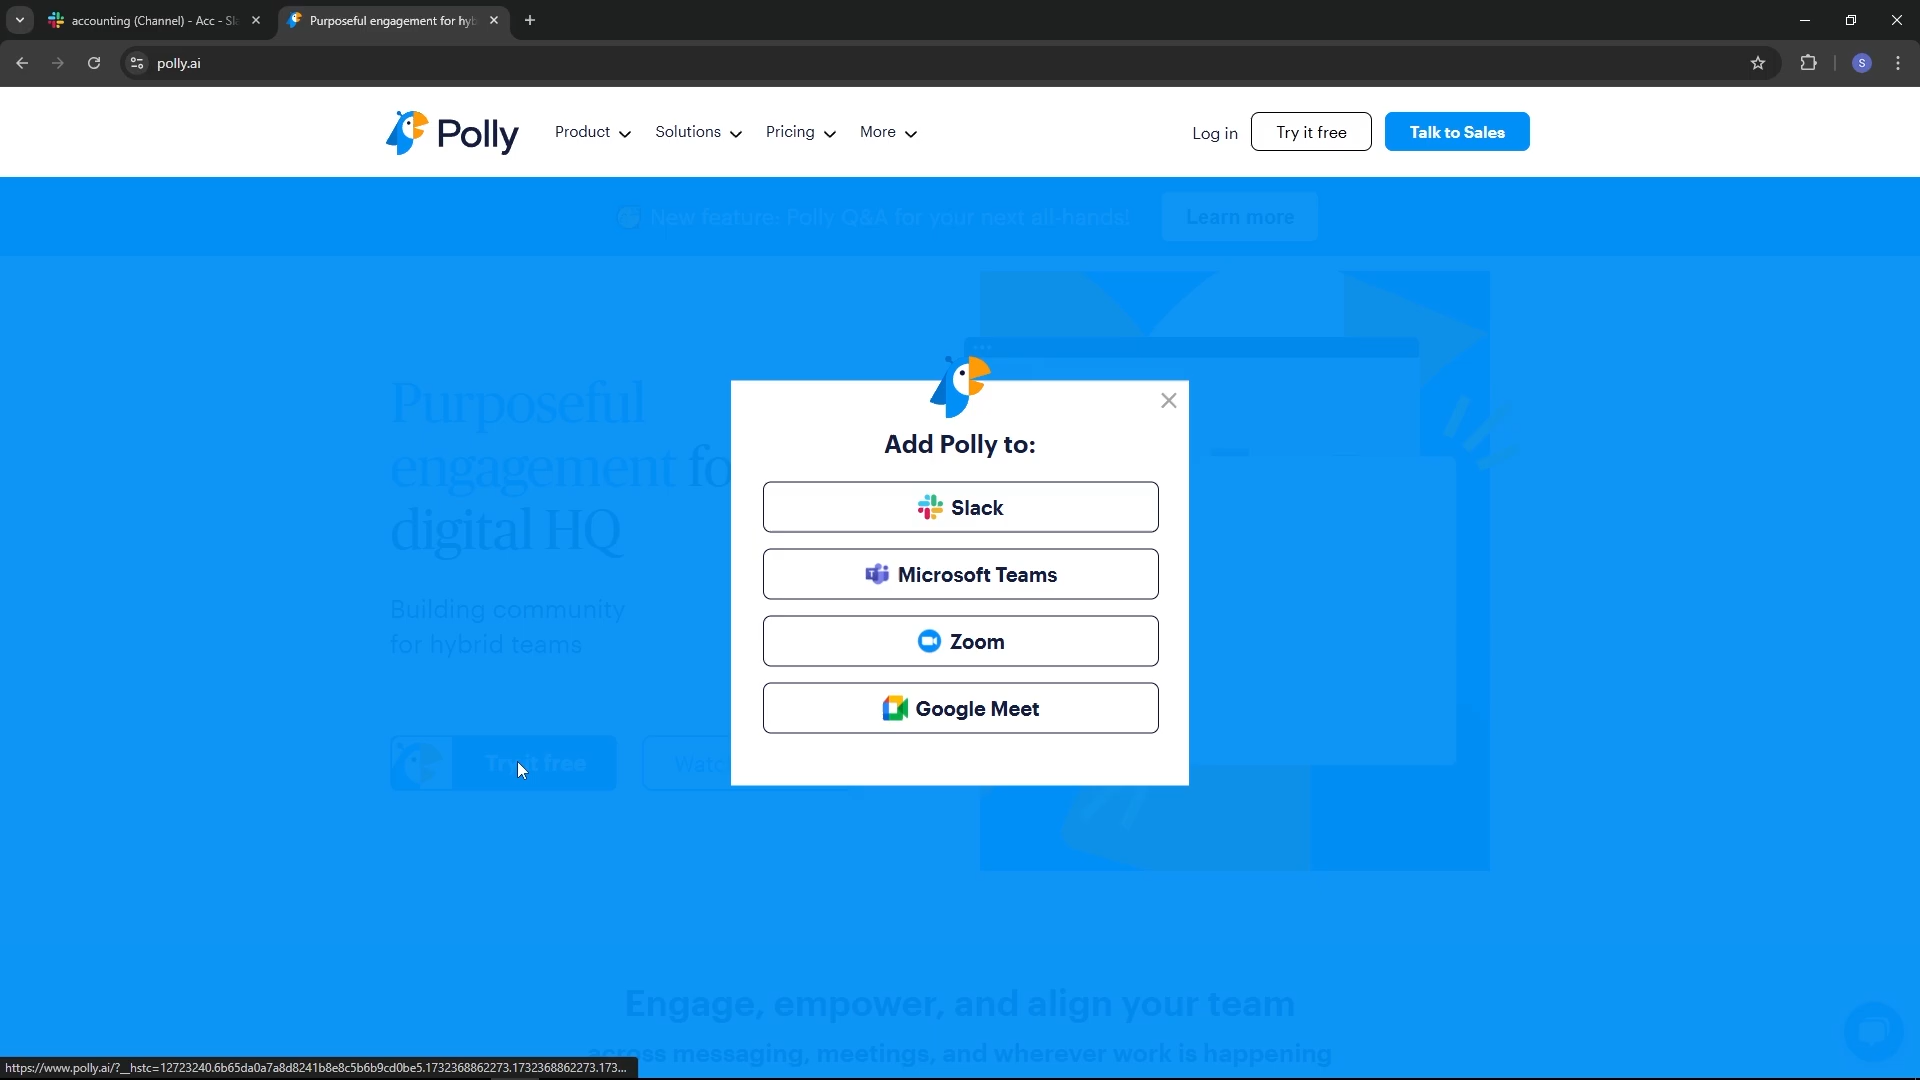 accounting (Channel) - Acc - Sl
Purposeful engagement for hyb
polly.ai
S
Polly
Product
Solutions
Pricing
More
Log in
Try it free
Talk to Sales
New feature: Polly Q&A for your next all-hands!
Learn more
Purposeful
engagement fo
digital HQ
Building community
for hybrid teams
Try it free
Watc
Add Polly to:
Slack
Microsoft Teams
Zoom
Google Meet
Engage, empower, and align your team
across messaging, meetings, and wherever work is happening
https://www.polly.ai/?__hstc=12723240.6b65da0a7a8d8241b8e8c5b6b9cd0be5.1732368862273.1732368862273.173...